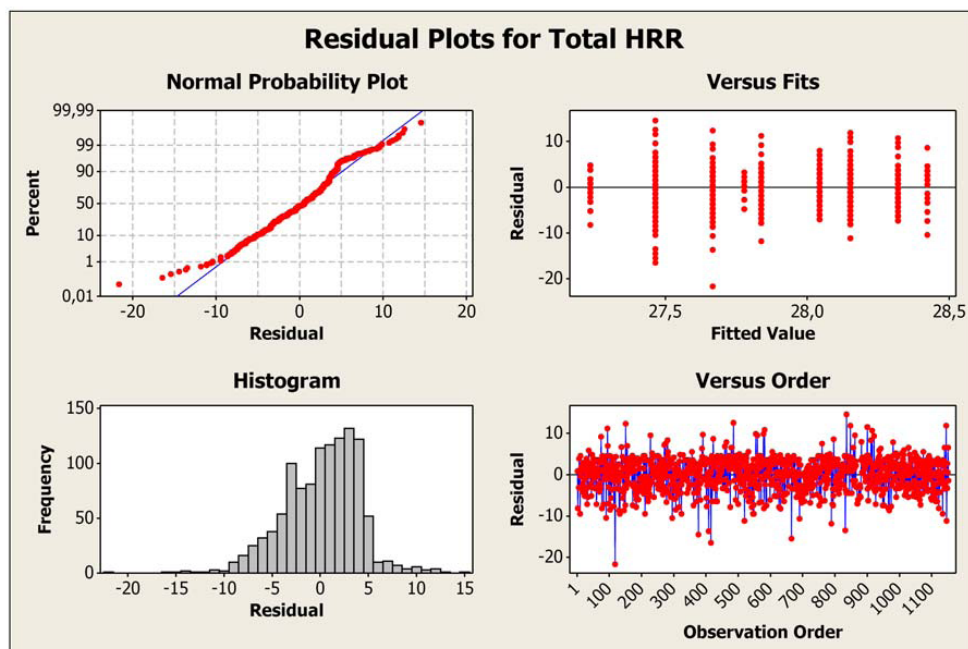 Residual Plots for Total HRR
Normal Probability Plot
99,99
99
90
50
10
1
0,01
Percent
-20 -10 0 10 20
Residual
Versus Fits
10
0
-10
-20
Residual
27,5 28,0 28,5
Fitted Value
Histogram
150
100
50
0
Frequency
-25 -20 -15 -10 -5 0 5 10 15
Residual
Versus Order
10
0
-10
-20
Residual
1 100 200 300 400 500 600 700 800 900 1000 1100
Observation Order